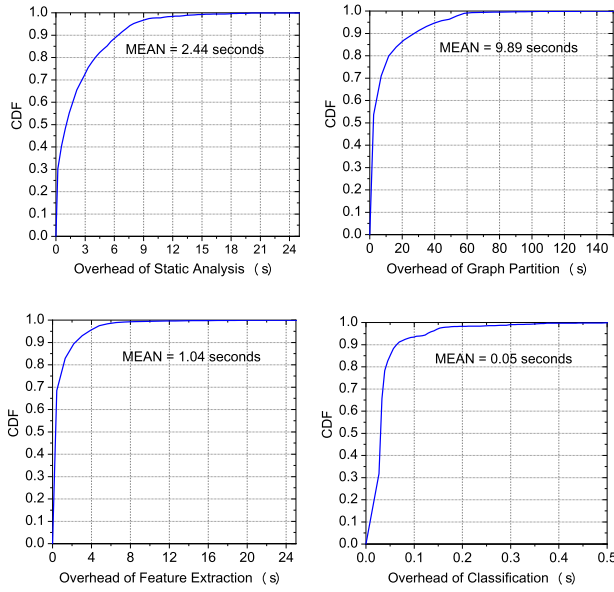 1.0
0.9
0.8
0.7
0.6
0.5
0.4
0.3
0.2
0.1
0.0
CDF
MEAN = 2.44 seconds
0 3 6 9 12 15 18 21 24
Overhead of Static Analysis (s)
1.0
0.9
0.8
0.7
0.6
0.5
0.4
0.3
0.2
0.1
0.0
CDF
MEAN = 9.89 seconds
0 20 40 60 80 100 120 140
Overhead of Graph Partition (s)
1.0
0.9
0.8
0.7
0.6
0.5
0.4
0.3
0.2
0.1
0.0
CDF
MEAN = 1.04 seconds
0 4 8 12 16 20 24
Overhead of Feature Extraction (s)
1.0
0.9
0.8
0.7
0.6
0.5
0.4
0.3
0.2
0.1
0.0
CDF
MEAN = 0.05 seconds
0.0 0.1 0.2 0.3 0.4 0.5
Overhead of Classification (s)